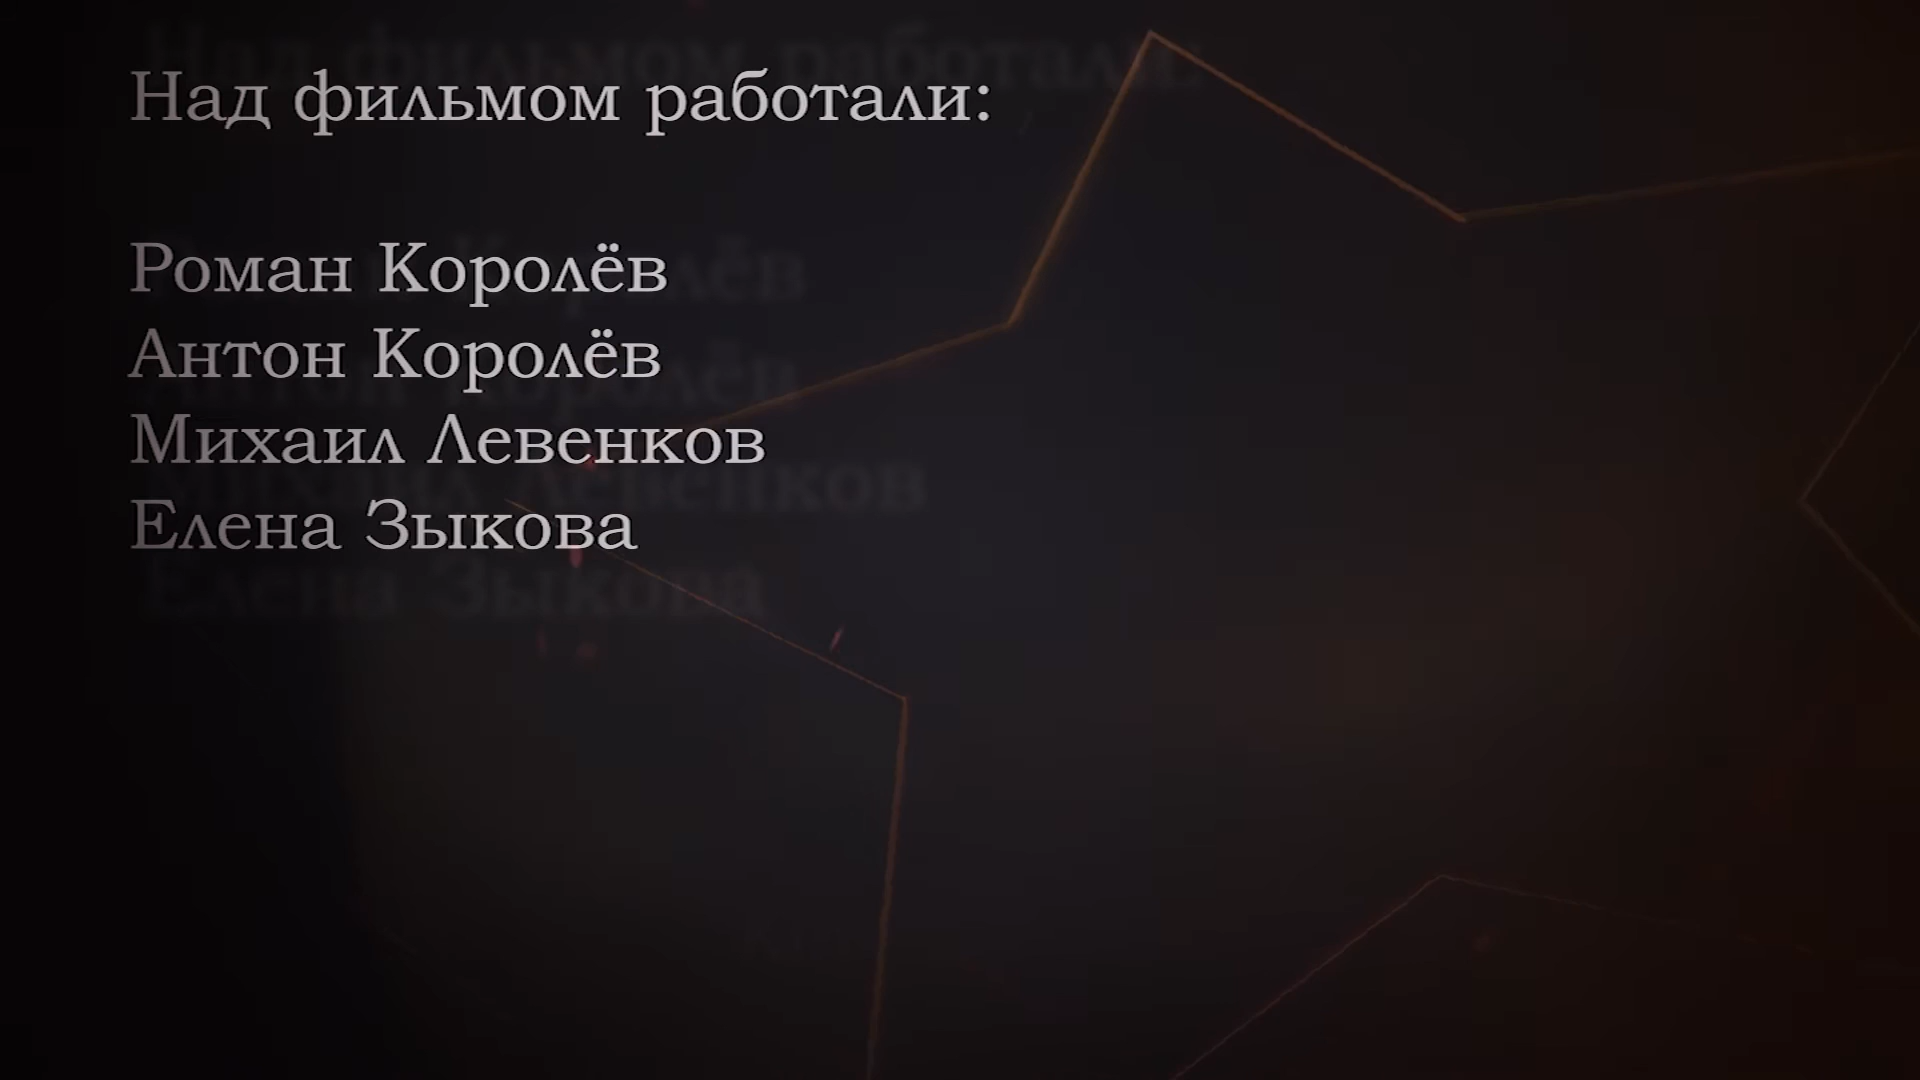 Над фильмом работали:
Роман Королёв
Антон Королёв
Михаил Левенков
Елена Зыкова